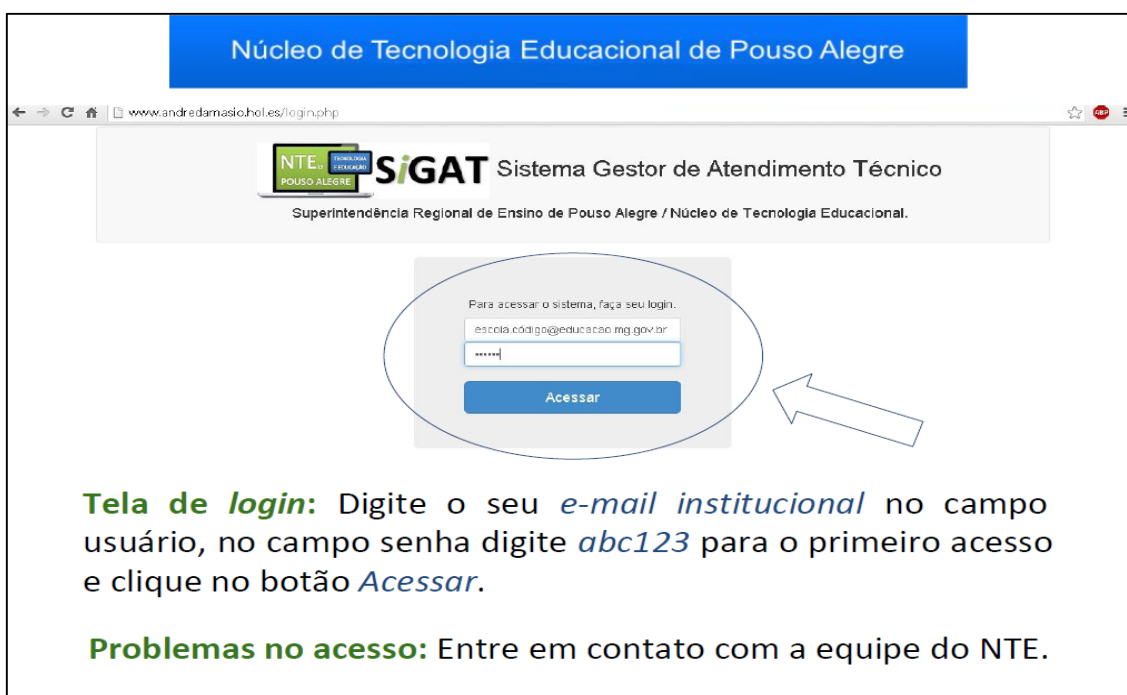 Núcleo de Tecnologia Educacional de Pouso Alegre
www.andredamasio.hol.es/login.php
ABP
NTE
TECNOLOGIA
E EDUCAÇÃO
POUSO ALEGRE
SiGAT Sistema Gestor de Atendimento Técnico
Superintendência Regional de Ensino de Pouso Alegre / Núcleo de Tecnologia Educacional.
Para acessar o sistema, faça seu login.
escola.código@educacao.mg.gov.br
••••••
Acessar
Tela de login: Digite o seu e-mail institucional no campo
usuário, no campo senha digite abc123 para o primeiro acesso
e clique no botão Acessar.
Problemas no acesso: Entre em contato com a equipe do NTE.